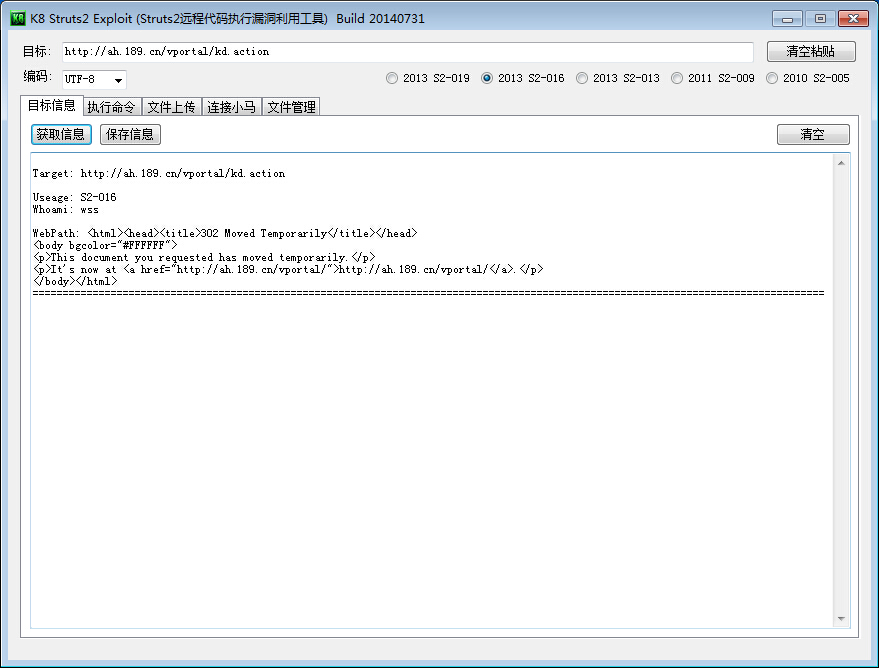 K8 Struts2 Exploit (Struts2远程代码执行漏洞利用工具) Build 20140731
目标: http://ah.189.cn/vportal/kd.action 清空粘贴
编码: UTF-8 2013 S2-019 2013 S2-016 2013 S2-013 2011 S2-009 2010 S2-005
目标信息 执行命令 文件上传 连接小马 文件管理
获取信息 保存信息 清空
Target: http://ah.189.cn/vportal/kd.action
Useage: S2-016
Whoami: wss
WebPath: <html><head><title>302 Moved Temporarily</title></head>
<body bgcolor="#FFFFFF">
<p>This document you requested has moved temporarily.</p>
<p>It's now at <a href="http://ah.189.cn/vportal/">http://ah.189.cn/vportal/</a>.</p>
</body></html>
====================================================================================================================================